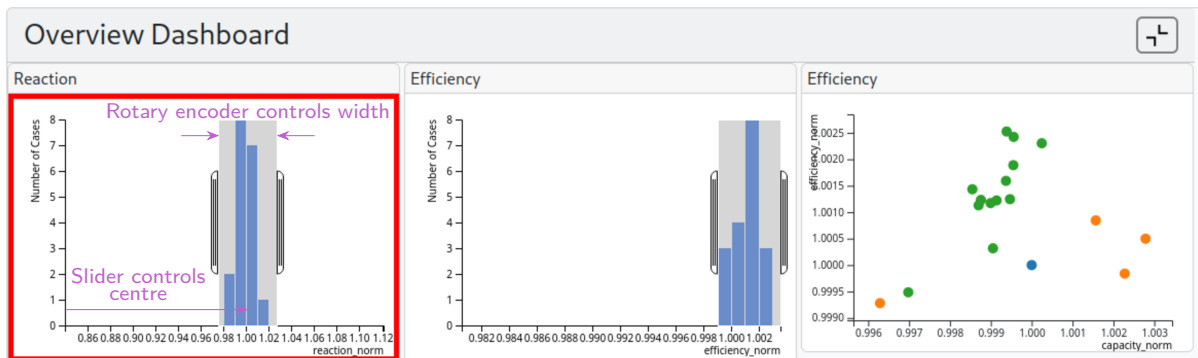 Overview Dashboard
Reaction
Efficiency
Efficiency
Rotary encoder controls width
Slider controls
centre
Number of Cases
8
7
6
5
4
3
2
1
0
0.86 0.88 0.90 0.92 0.94 0.96 0.98 1.00 1.02 1.04 1.06 1.08 1.10 1.12
reaction_norm
Number of Cases
8
7
6
5
4
3
2
1
0
0.982 0.984 0.986 0.988 0.990 0.992 0.994 0.996 0.998 1.000 1.002
efficiency_norm
efficiency_norm
1.0025
1.0020
1.0015
1.0010
1.0005
1.0000
0.9995
0.9990
0.996 0.997 0.998 0.999 1.000 1.001 1.002 1.003
capacity_norm